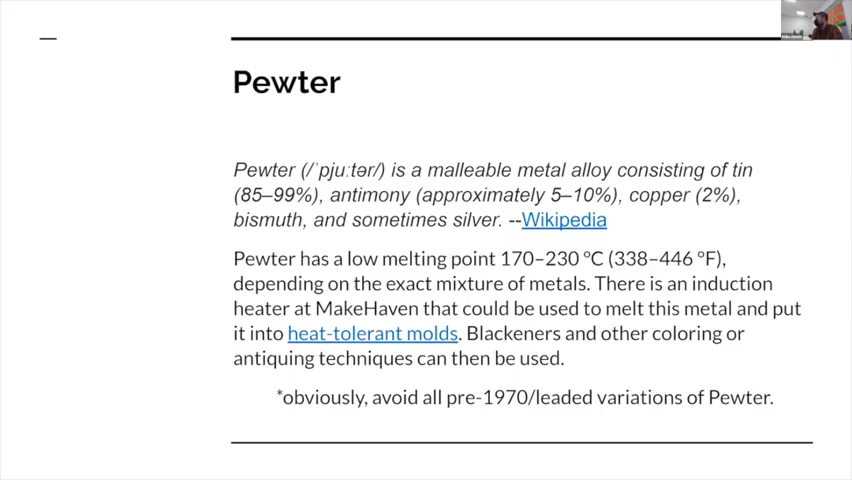 Pewter
Pewter (/ˈpjuːtər/) is a malleable metal alloy consisting of tin
(85–99%), antimony (approximately 5–10%), copper (2%),
bismuth, and sometimes silver. --Wikipedia
Pewter has a low melting point 170–230 °C (338–446 °F),
depending on the exact mixture of metals. There is an induction
heater at MakeHaven that could be used to melt this metal and put
it into heat-tolerant molds. Blackeners and other coloring or
antiquing techniques can then be used.
*obviously, avoid all pre-1970/leaded variations of Pewter.